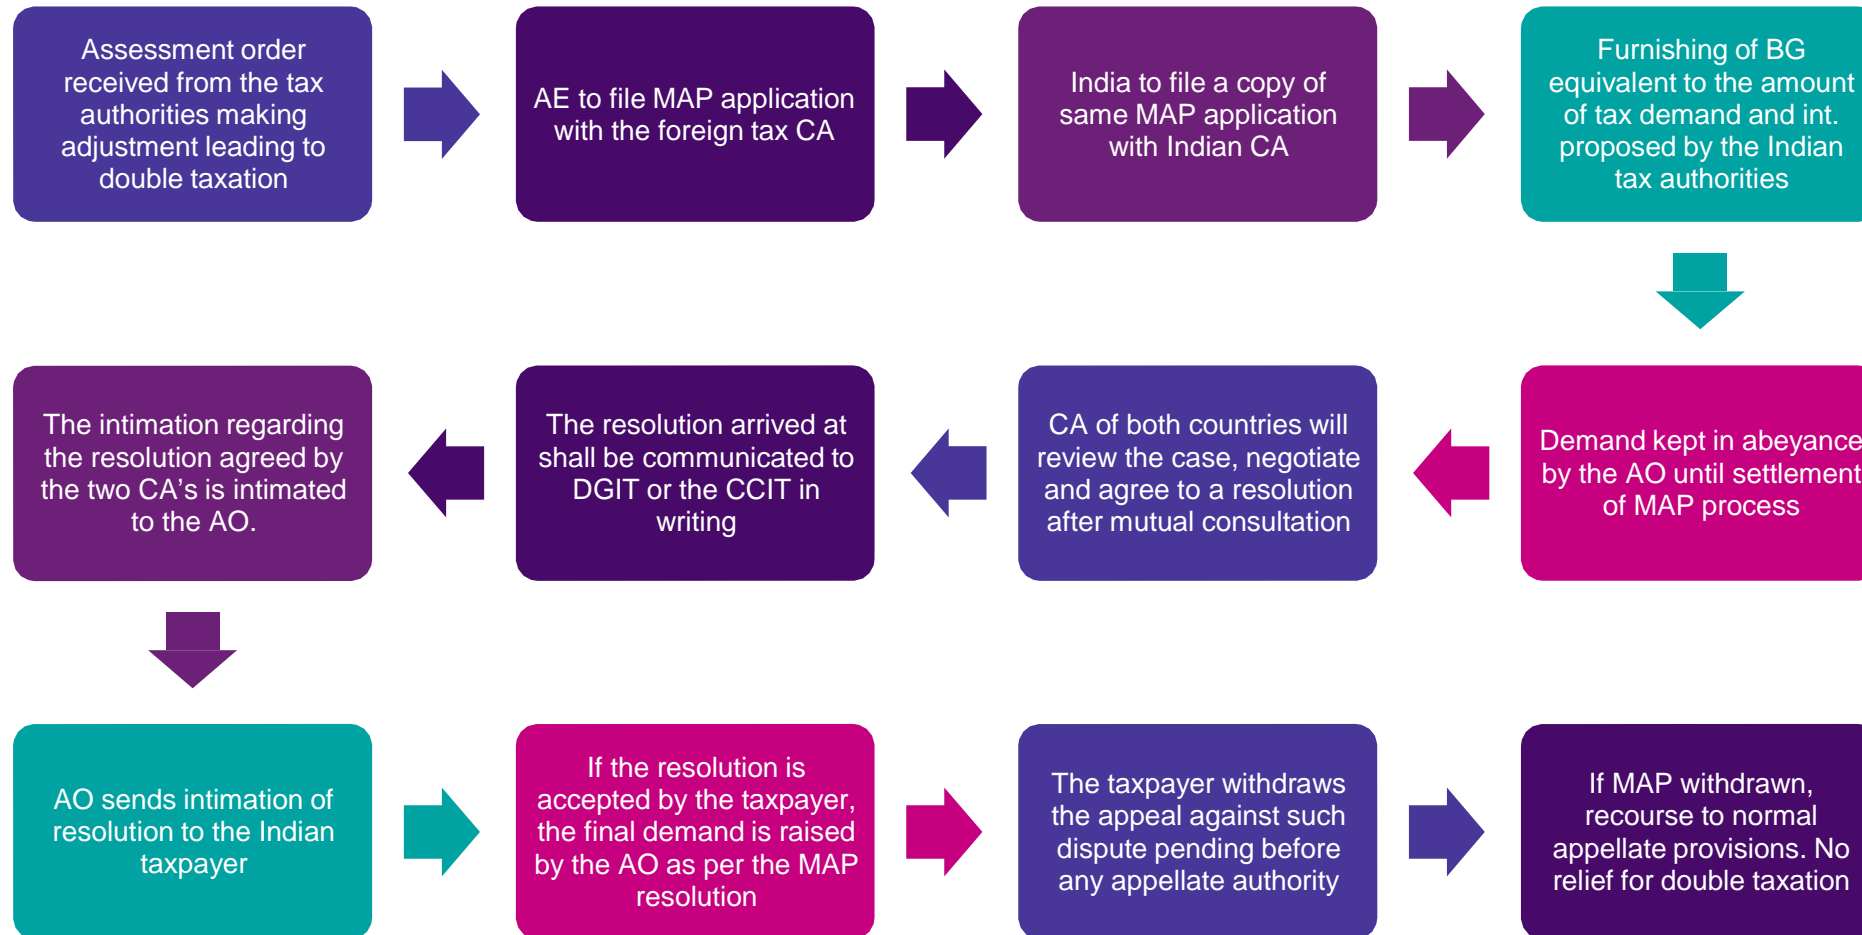 Assessment order
received from the tax
authorities making
adjustment leading to
double taxation
AE to file MAP application
with the foreign tax CA
India to file a copy of
same MAP application
with Indian CA
Furnishing of BG
equivalent to the amount
of tax demand and int.
proposed by the Indian
tax authorities
Demand kept in abeyance
by the AO until settlement
of MAP process
CA of both countries will
review the case, negotiate
and agree to a resolution
after mutual consultation
The resolution arrived at
shall be communicated to
DGIT or the CCIT in
writing
The intimation regarding
the resolution agreed by
the two CA's is intimated
to the AO.
AO sends intimation of
resolution to the Indian
taxpayer
If the resolution is
accepted by the taxpayer,
the final demand is raised
by the AO as per the MAP
resolution
The taxpayer withdraws
the appeal against such
dispute pending before
any appellate authority
If MAP withdrawn,
recourse to normal
appellate provisions. No
relief for double taxation